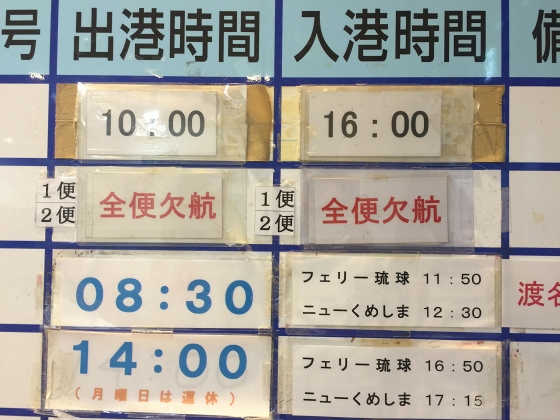 号 出港時間 入港時間 備
10:00 16:00
1便 全便欠航 1便 全便欠航
2便 2便
08:30 フェリー琉球 11:50 渡名
ニューくめしま 12:30
14:00 フェリー琉球 16:50
(月曜日は運休) ニューくめしま 17:15